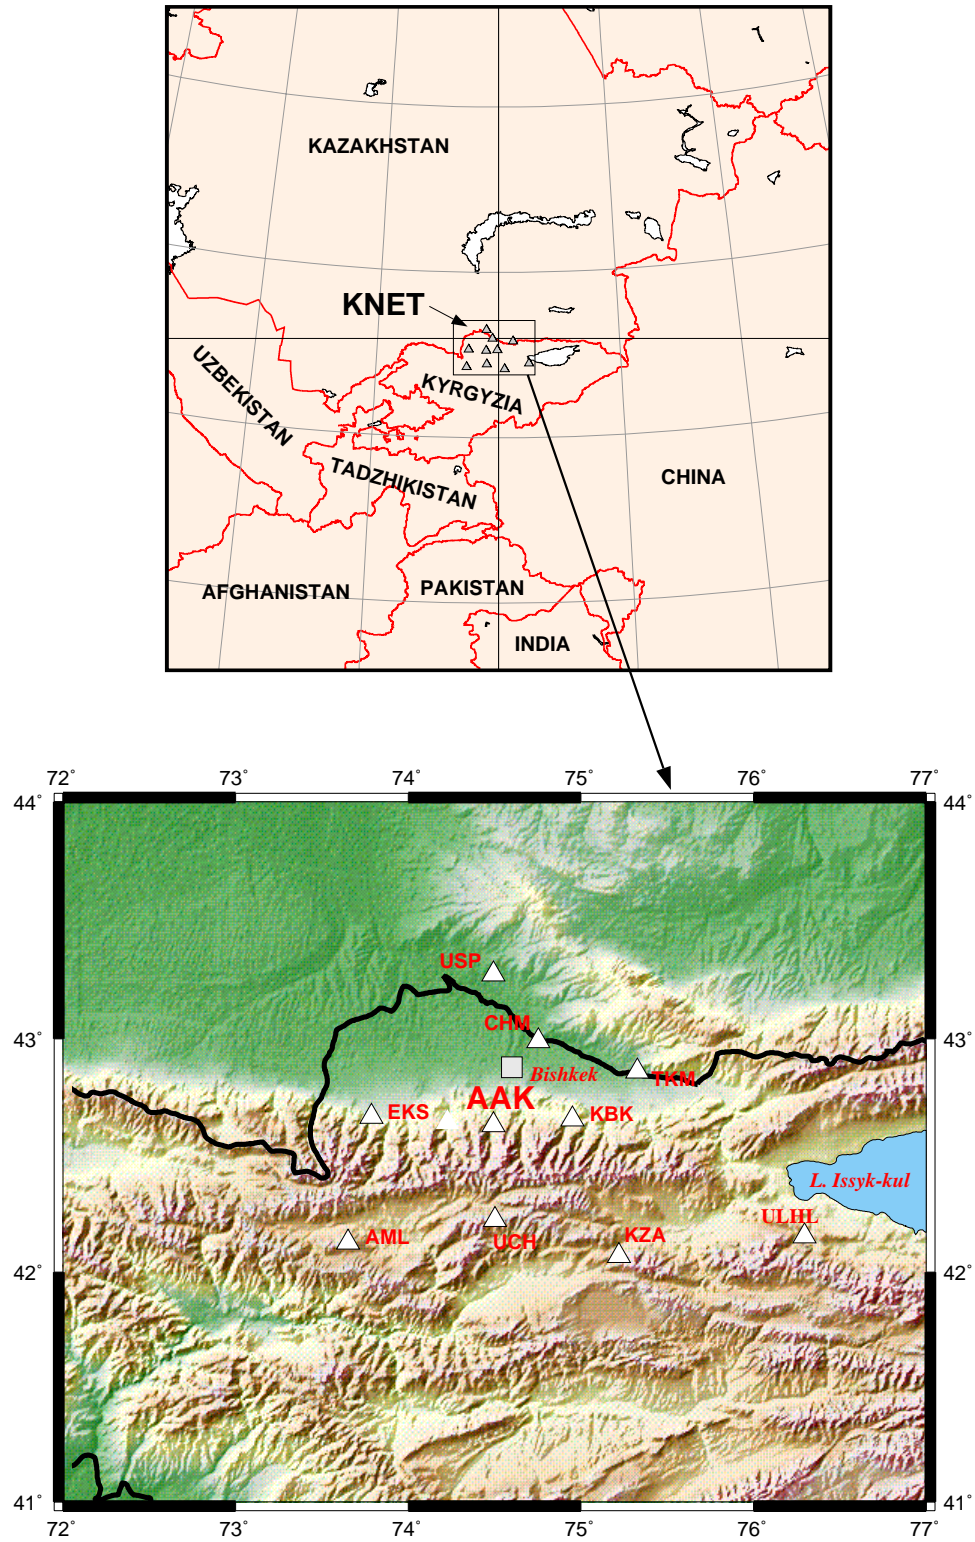 KAZAKHSTAN
KNET
UZBEKISTAN
KYRGYZIA
TADZHIKISTAN
CHINA
AFGHANISTAN
PAKISTAN
INDIA
72° 73° 74° 75° 76° 77°
44° 44°
USP
CHM
43° 43°
Bishkek
TKM
AAK
EKS
KBK
L. Issyk-kul
ULHL
AML
UCH
KZA
42° 42°
41° 41°
72° 73° 74° 75° 76° 77°